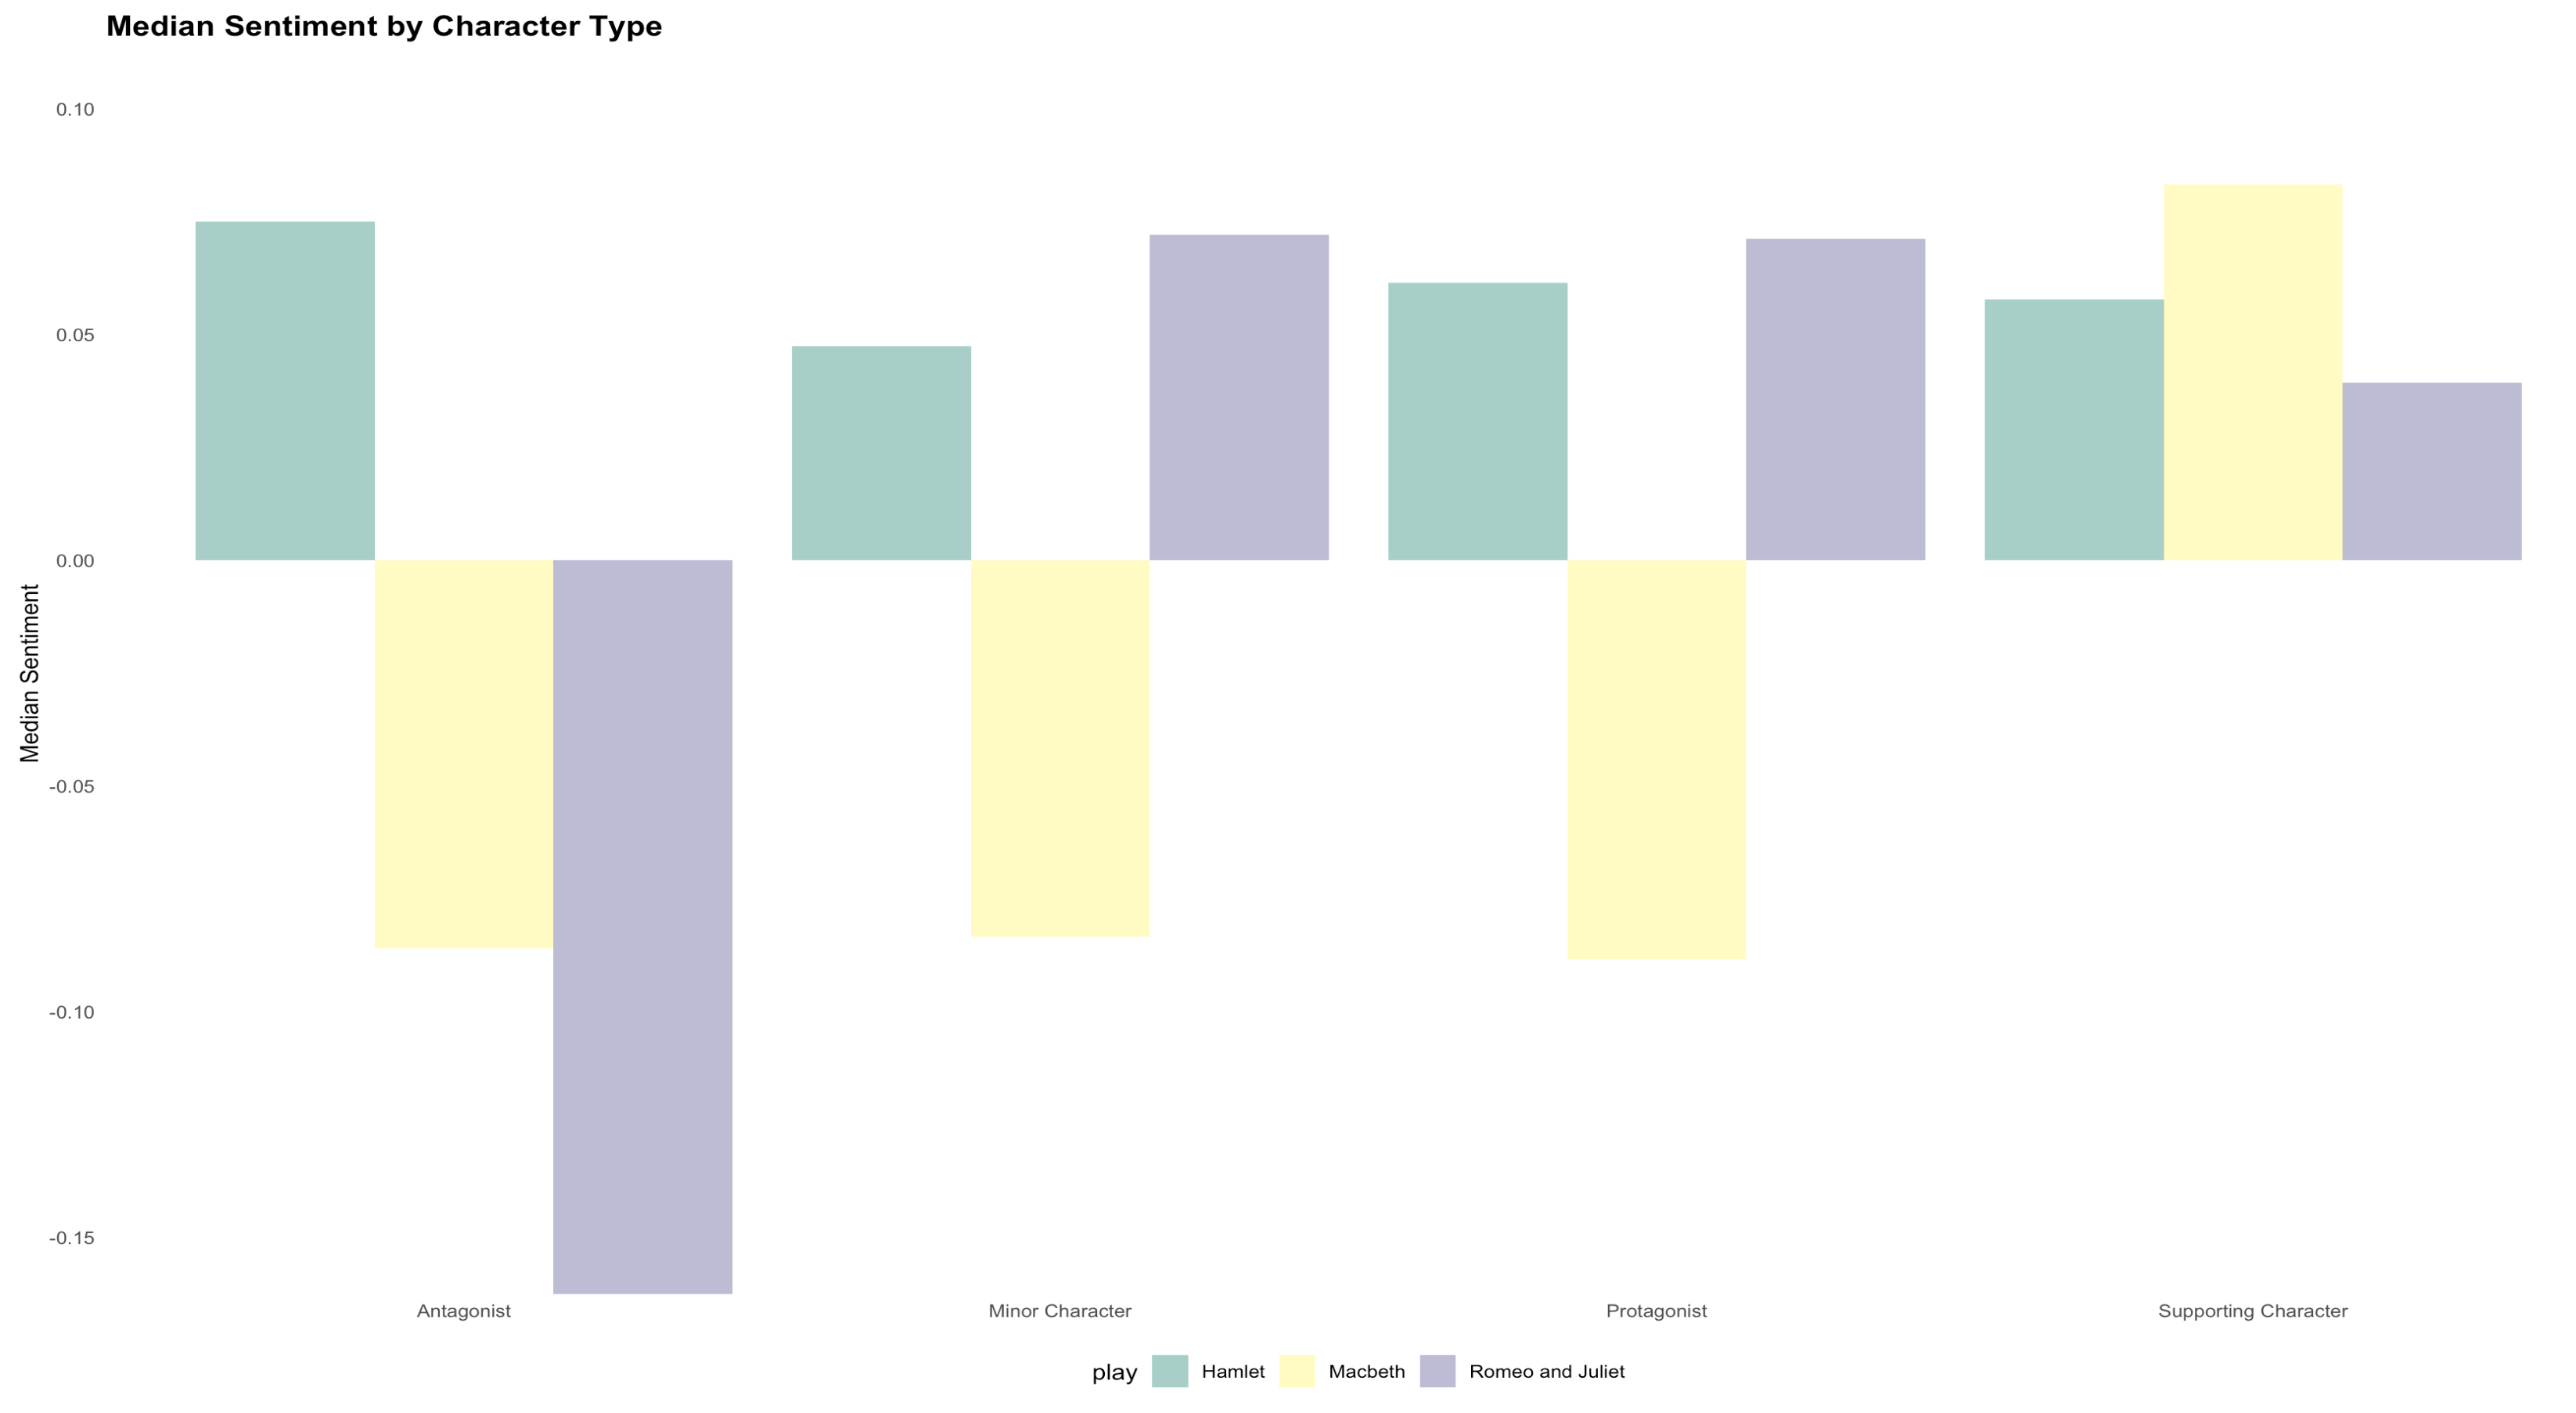 Median Sentiment by Character Type
0.10
0.05
0.00
-0.05
-0.10
-0.15
Median Sentiment
Antagonist
Minor Character
Protagonist
Supporting Character
play
Hamlet
Macbeth
Romeo and Juliet